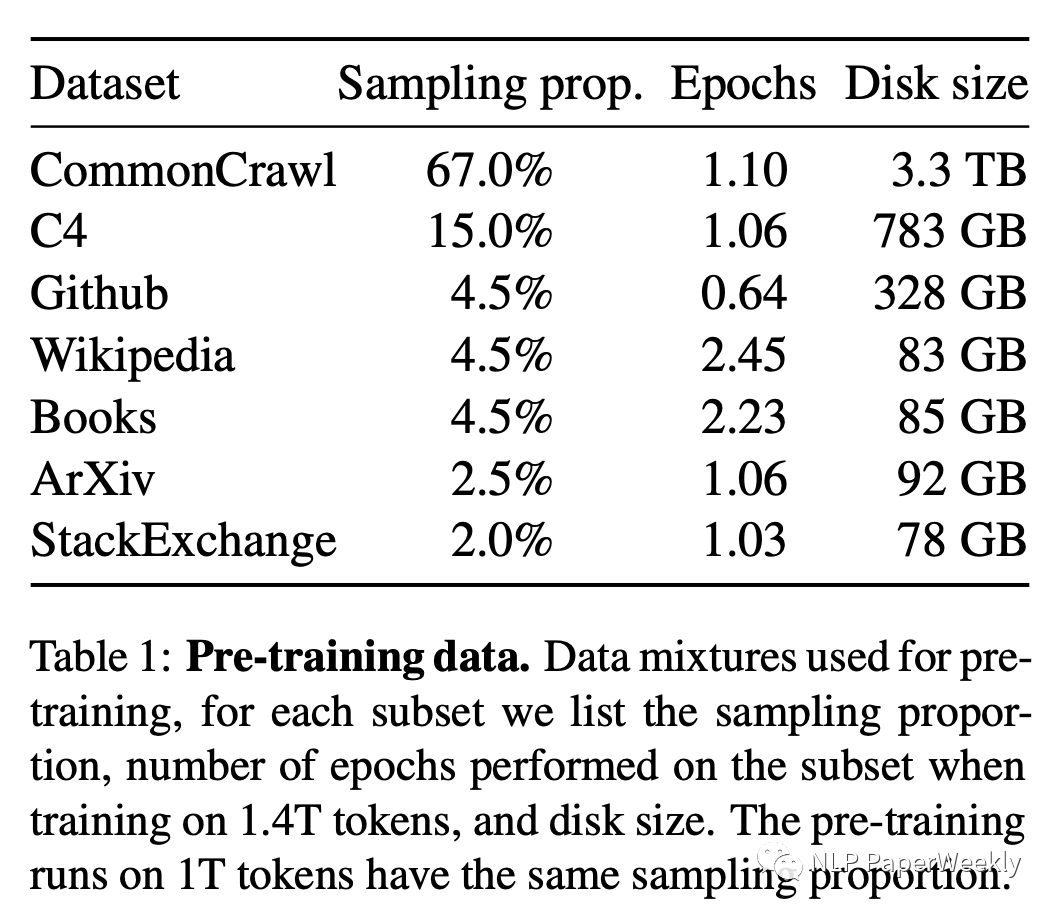 Dataset Sampling prop. Epochs Disk size
CommonCrawl 67.0% 1.10 3.3 TB
C4 15.0% 1.06 783 GB
Github 4.5% 0.64 328 GB
Wikipedia 4.5% 2.45 83 GB
Books 4.5% 2.23 85 GB
ArXiv 2.5% 1.06 92 GB
StackExchange 2.0% 1.03 78 GB
Table 1: Pre-training data. Data mixtures used for pre-
training, for each subset we list the sampling propor-
tion, number of epochs performed on the subset when
training on 1.4T tokens, and disk size. The pre-training
runs on 1T tokens have the same sampling proportion.
NLP PaperWeekly